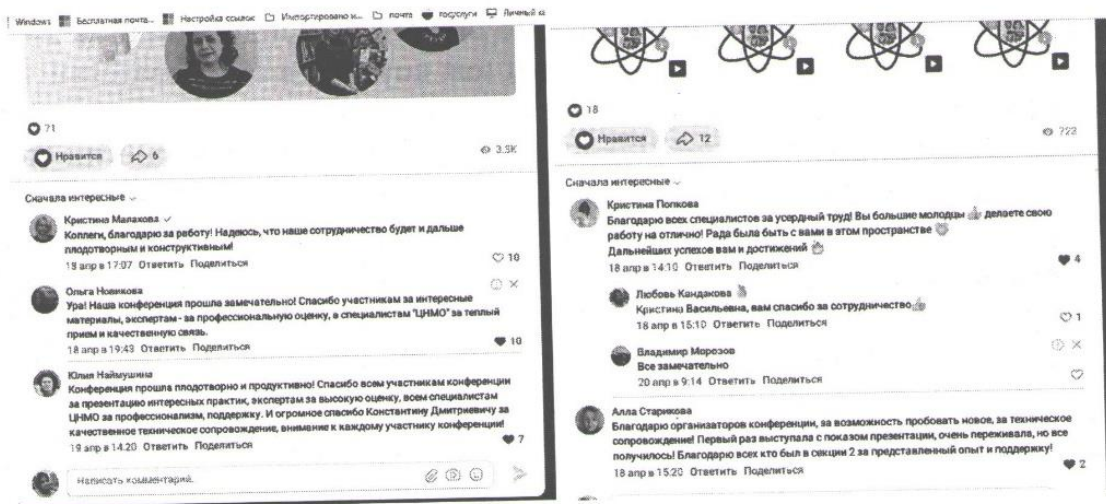 Windows Бесплатная почта... Настройка ссылок Импортировано и... почта госуслуги Личный ка
71
Нравится 6 3.5K
Сначала интересные
Кристина Малахова
Коллеги, благодарю за работу! Надеюсь, что наше сотрудничество будет и дальше
плодотворным и конструктивным!
18 апр в 17:07 Ответить Поделиться 10
Ольга Новикова
Ура! Наша конференция прошла замечательно! Спасибо участникам за интересные
материалы, экспертам - за профессиональную оценку, а специалистам "ЦНМО" за теплый
прием и качественную связь.
18 апр в 19:43 Ответить Поделиться 10
Юлия Наймушина
Конференция прошла плодотворно и продуктивно! Спасибо всем участникам конференции
за презентацию интересных практик, экспертам за высокую оценку, всем специалистам
ЦНМО за профессионализм, поддержку. И огромное спасибо Константину Дмитриевичу за
качественное техническое сопровождение, внимание к каждому участнику конференции!
19 апр в 14:20 Ответить Поделиться 7
Написать комментарий...
18
Нравится 12 723
Сначала интересные
Кристина Попкова
Благодарю всех специалистов за усердный труд! Вы большие молодцы 👍 делаете свою
работу на отлично! Рада была быть с вами в этом пространстве
Дальнейших успехов вам и достижений
18 апр в 14:10 Ответить Поделиться 4
Любовь Кандакова
Кристина Васильевна, вам спасибо за сотрудничество 👍
18 апр в 15:10 Ответить Поделиться 1
Владимир Морозов
Все замечательно
20 апр в 9:14 Ответить Поделиться
Алла Старикова
Благодарю организаторов конференции, за возможность пробовать новое, за техническое
сопровождение! Первый раз выступала с показом презентации, очень переживала, но все
получилось! Благодарю всех кто был в секции 2 за представленный опыт и поддержку!
18 апр в 15:20 Ответить Поделиться 2